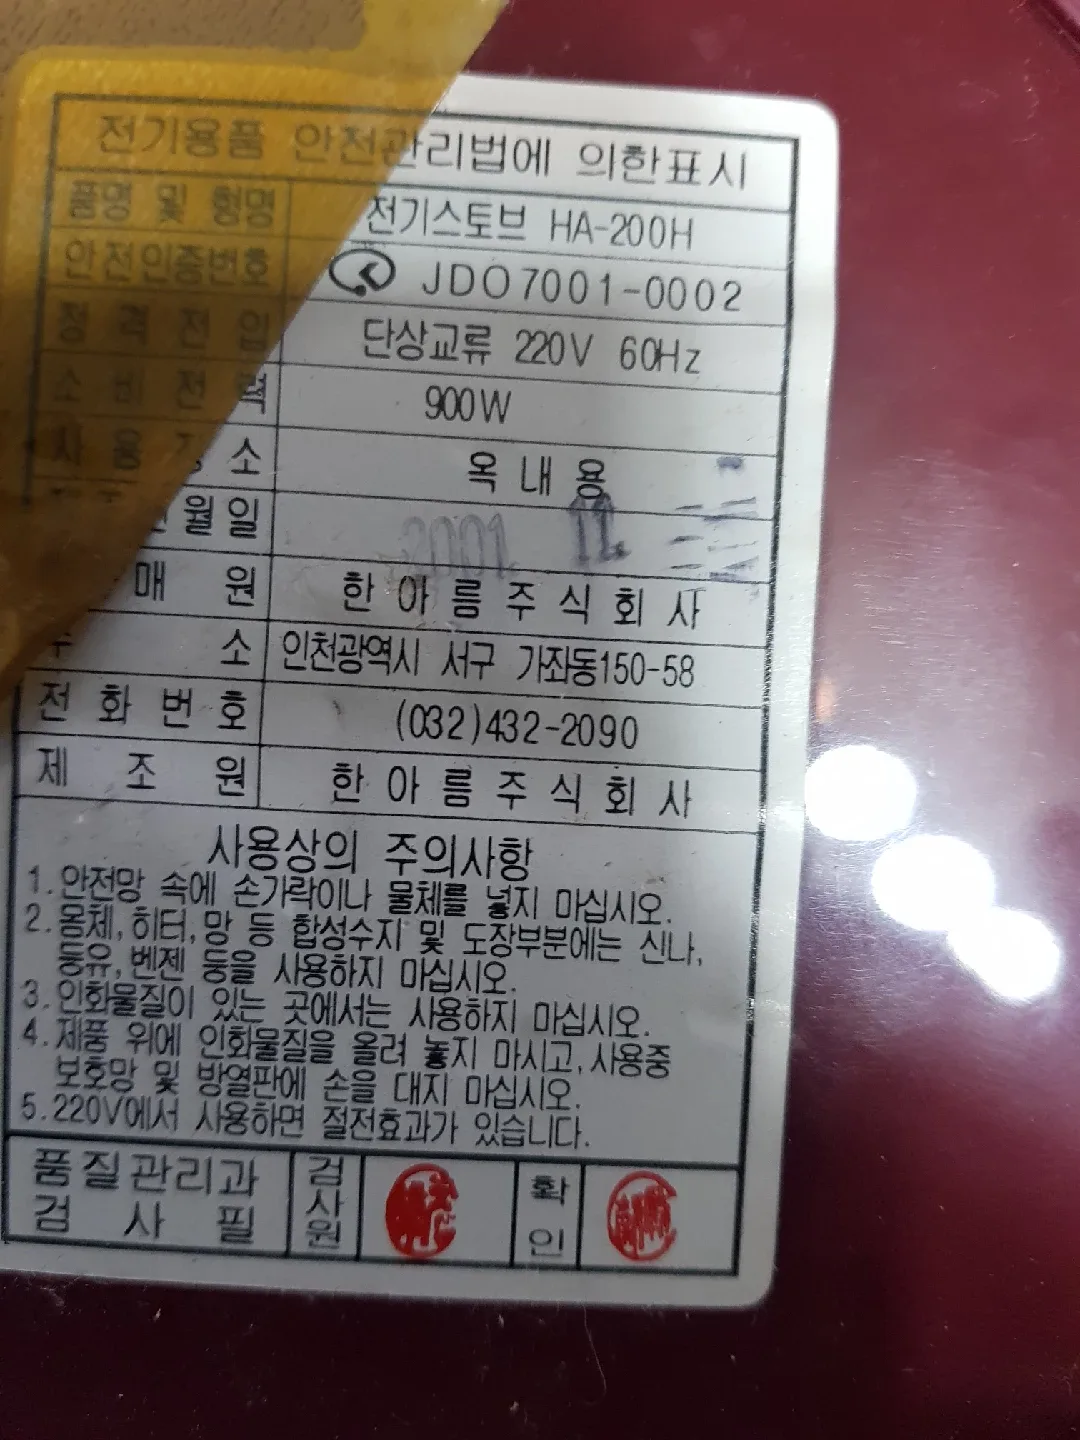 전기용품 안전관리법에 의한표시
품명 및 형명 전기스토브 HA-200H
안전인증번호 JDO7001-0002
정격전압 단상교류 220V 60Hz
소비전력 900W
사용장소 옥내용
월일 2001. 11.
매원 한아름주식회사
주소 인천광역시 서구 가좌동150-58
전화번호 (032)432-2090
제조원 한아름주식회사
사용상의 주의사항
1. 안전망 속에 손가락이나 물체를 넣지 마십시오.
2. 몸체, 히터, 망 등 합성수지 및 도장부분에는 신나,
등유, 벤젠 등을 사용하지 마십시오.
3. 인화물질이 있는 곳에서는 사용하지 마십시오.
4. 제품 위에 인화물질을 올려 놓지 마시고, 사용중
보호망 및 방열판에 손을 대지 마십시오.
5. 220V에서 사용하면 절전효과가 있습니다.
품질관리과 검사필 검사원 확인